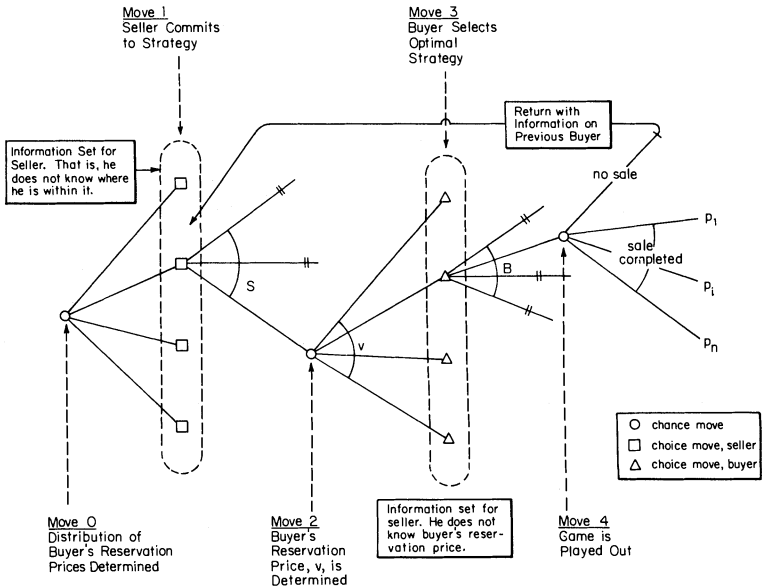 Move 1
Seller Commits
to Strategy
Move 3
Buyer Selects
Optimal
Strategy
Return with
Information on
Previous Buyer
Information Set for
Seller. That is, he
does not know where
he is within it.
no sale
S
B
v
sale
completed
p1
pi
pn
chance move
choice move, seller
choice move, buyer
Move 0
Distribution of
Buyer's Reservation
Prices Determined
Move 2
Buyer's
Reservation
Price, v, is
Determined
Information set for
seller. He does not
know buyer's reser-
vation price.
Move 4
Game is
Played Out